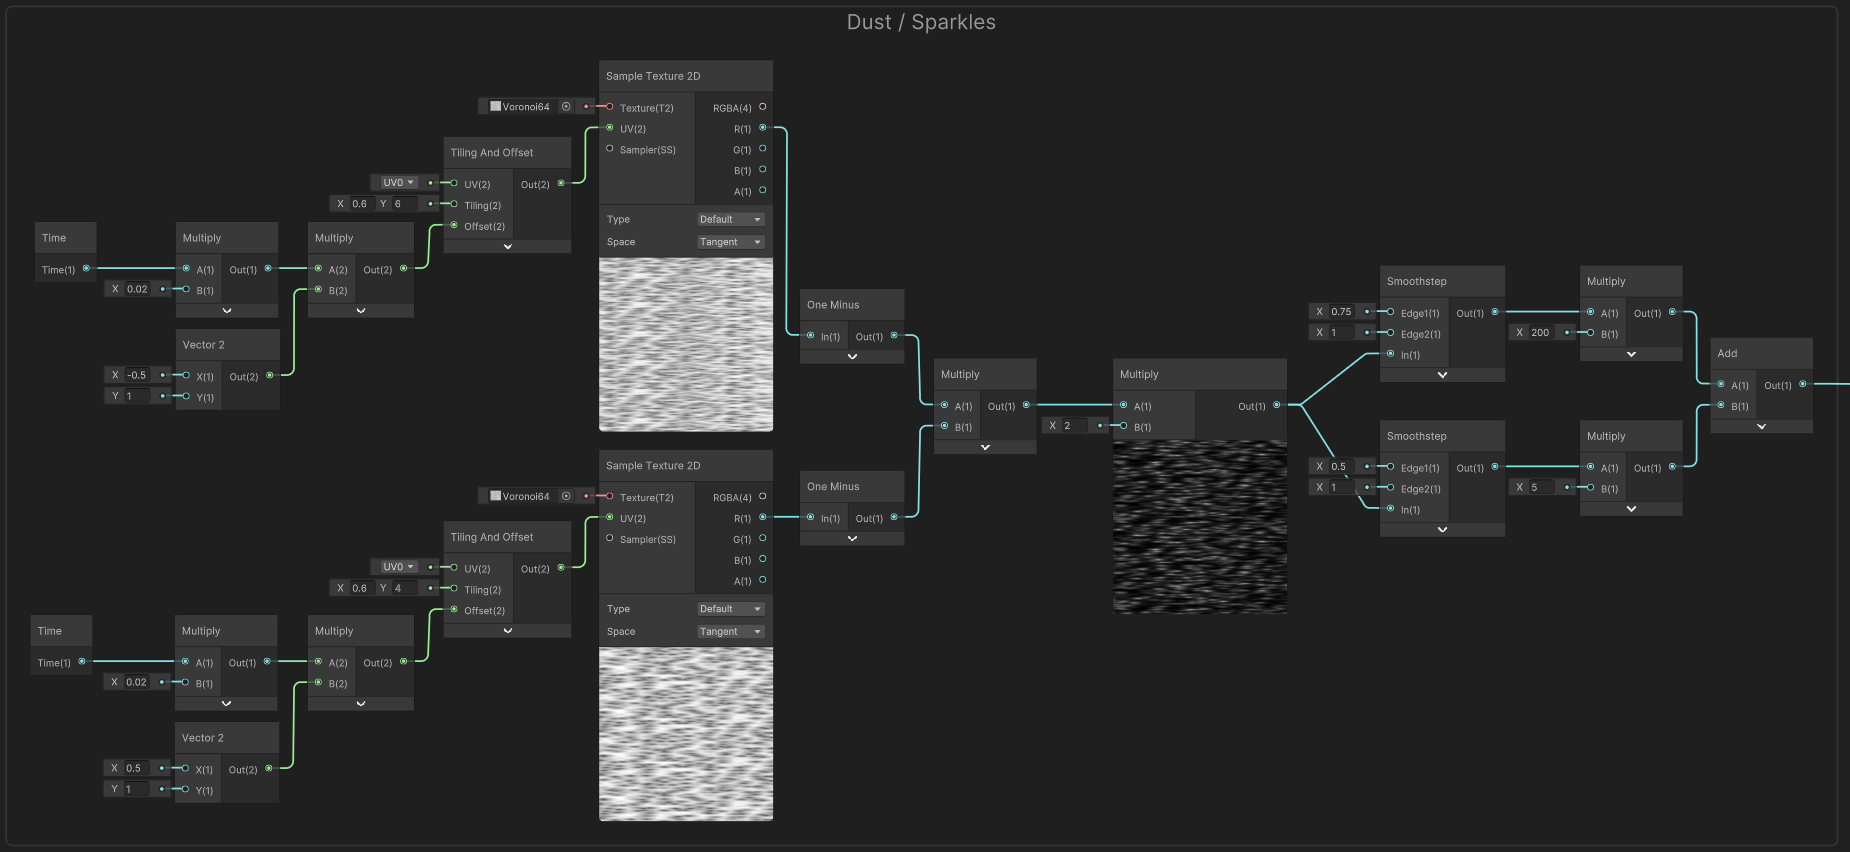 Dust / Sparkles
Sample Texture 2D
Voronoi64
Texture(T2)
RGBA(4)
UV(2)
R(1)
Sampler(SS)
G(1)
B(1)
A(1)
Type
Default
Space
Tangent
Tiling And Offset
UV0
UV(2)
Out(2)
X 0.6 Y 6
Tiling(2)
Offset(2)
Time
Time(1)
Multiply
A(1)
Out(1)
X 0.02
B(1)
Multiply
A(2)
Out(2)
B(2)
Vector 2
X -0.5
X(1)
Out(2)
Y 1
Y(1)
One Minus
In(1)
Out(1)
Sample Texture 2D
Voronoi64
Texture(T2)
RGBA(4)
UV(2)
R(1)
Sampler(SS)
G(1)
B(1)
A(1)
Type
Default
Space
Tangent
Tiling And Offset
UV0
UV(2)
Out(2)
X 0.6 Y 4
Tiling(2)
Offset(2)
Time
Time(1)
Multiply
A(1)
Out(1)
X 0.02
B(1)
Multiply
A(2)
Out(2)
B(2)
Vector 2
X 0.5
X(1)
Out(2)
Y 1
Y(1)
One Minus
In(1)
Out(1)
Multiply
A(1)
Out(1)
B(1)
Multiply
A(1)
Out(1)
X 2
B(1)
Smoothstep
X 0.75
Edge1(1)
Out(1)
X 1
Edge2(1)
In(1)
Multiply
A(1)
Out(1)
X 200
B(1)
Smoothstep
X 0.5
Edge1(1)
Out(1)
X 1
Edge2(1)
In(1)
Multiply
A(1)
Out(1)
X 5
B(1)
Add
A(1)
Out(1)
B(1)